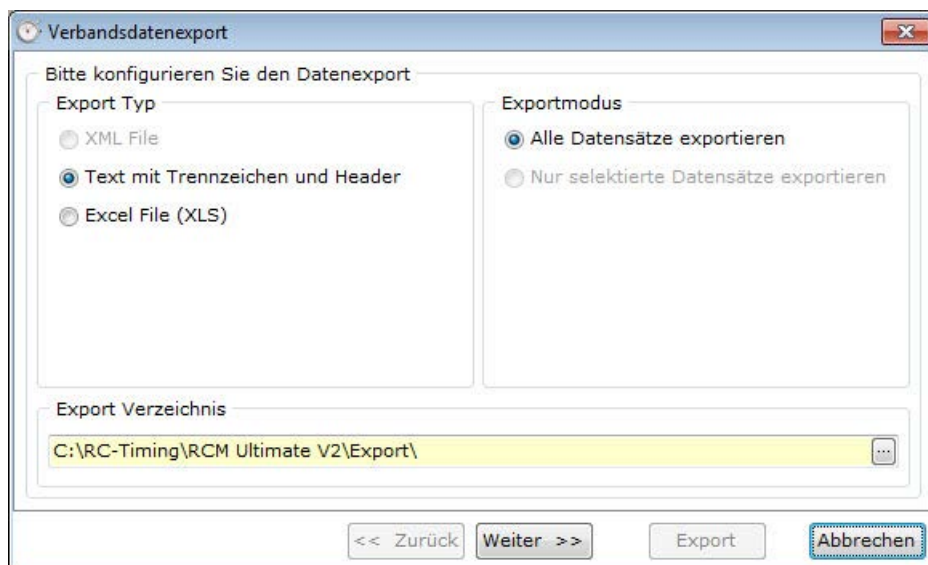 Verbandsdatenexport
Bitte konfigurieren Sie den Datenexport
Export Typ
XML File
Text mit Trennzeichen und Header
Excel File (XLS)
Exportmodus
Alle Datensätze exportieren
Nur selektierte Datensätze exportieren
Export Verzeichnis
C:\RC-Timing\RCM Ultimate V2\Export\
...
<< Zurück
Weiter >>
Export
Abbrechen